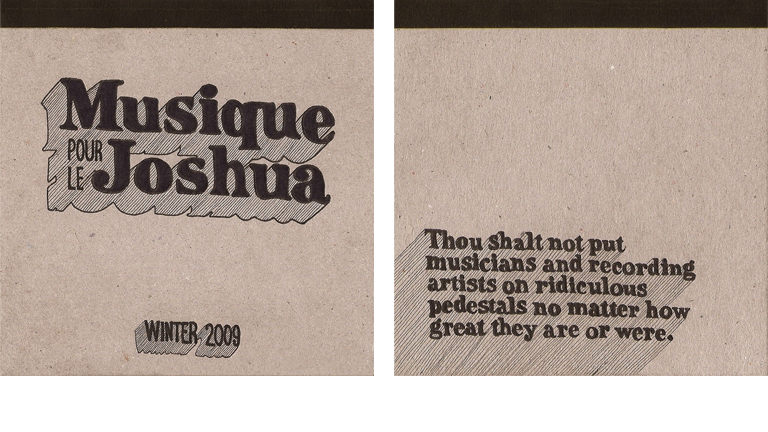 Musique
POUR
LE
Joshua
WINTER 2009
Thou shalt not put
musicians and recording
artists on ridiculous
pedestals no matter how
great they are or were.